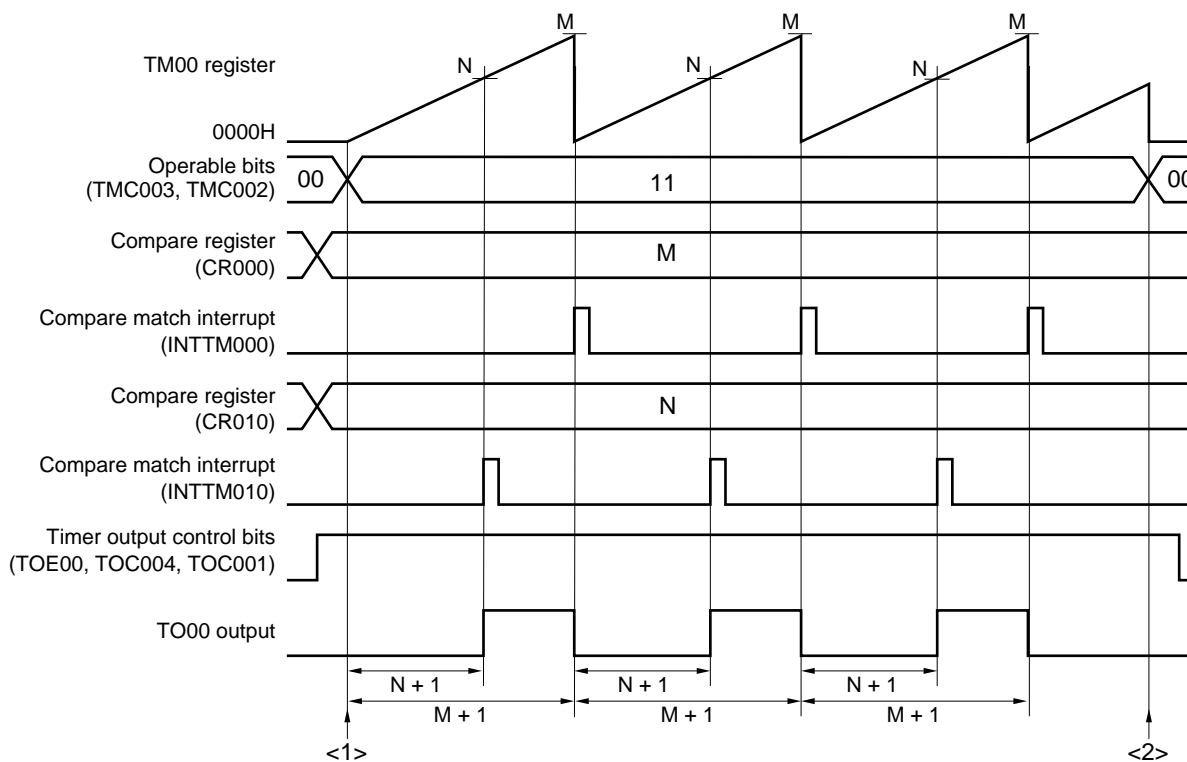 M M M
TM00 register
N N N
0000H
Operable bits
(TMC003, TMC002)
00 11 00
Compare register
(CR000)
M
Compare match interrupt
(INTTM000)
Compare register
(CR010)
N
Compare match interrupt
(INTTM010)
Timer output control bits
(TOE00, TOC004, TOC001)
TO00 output
N + 1 N + 1 N + 1
M + 1 M + 1 M + 1
<1> <2>